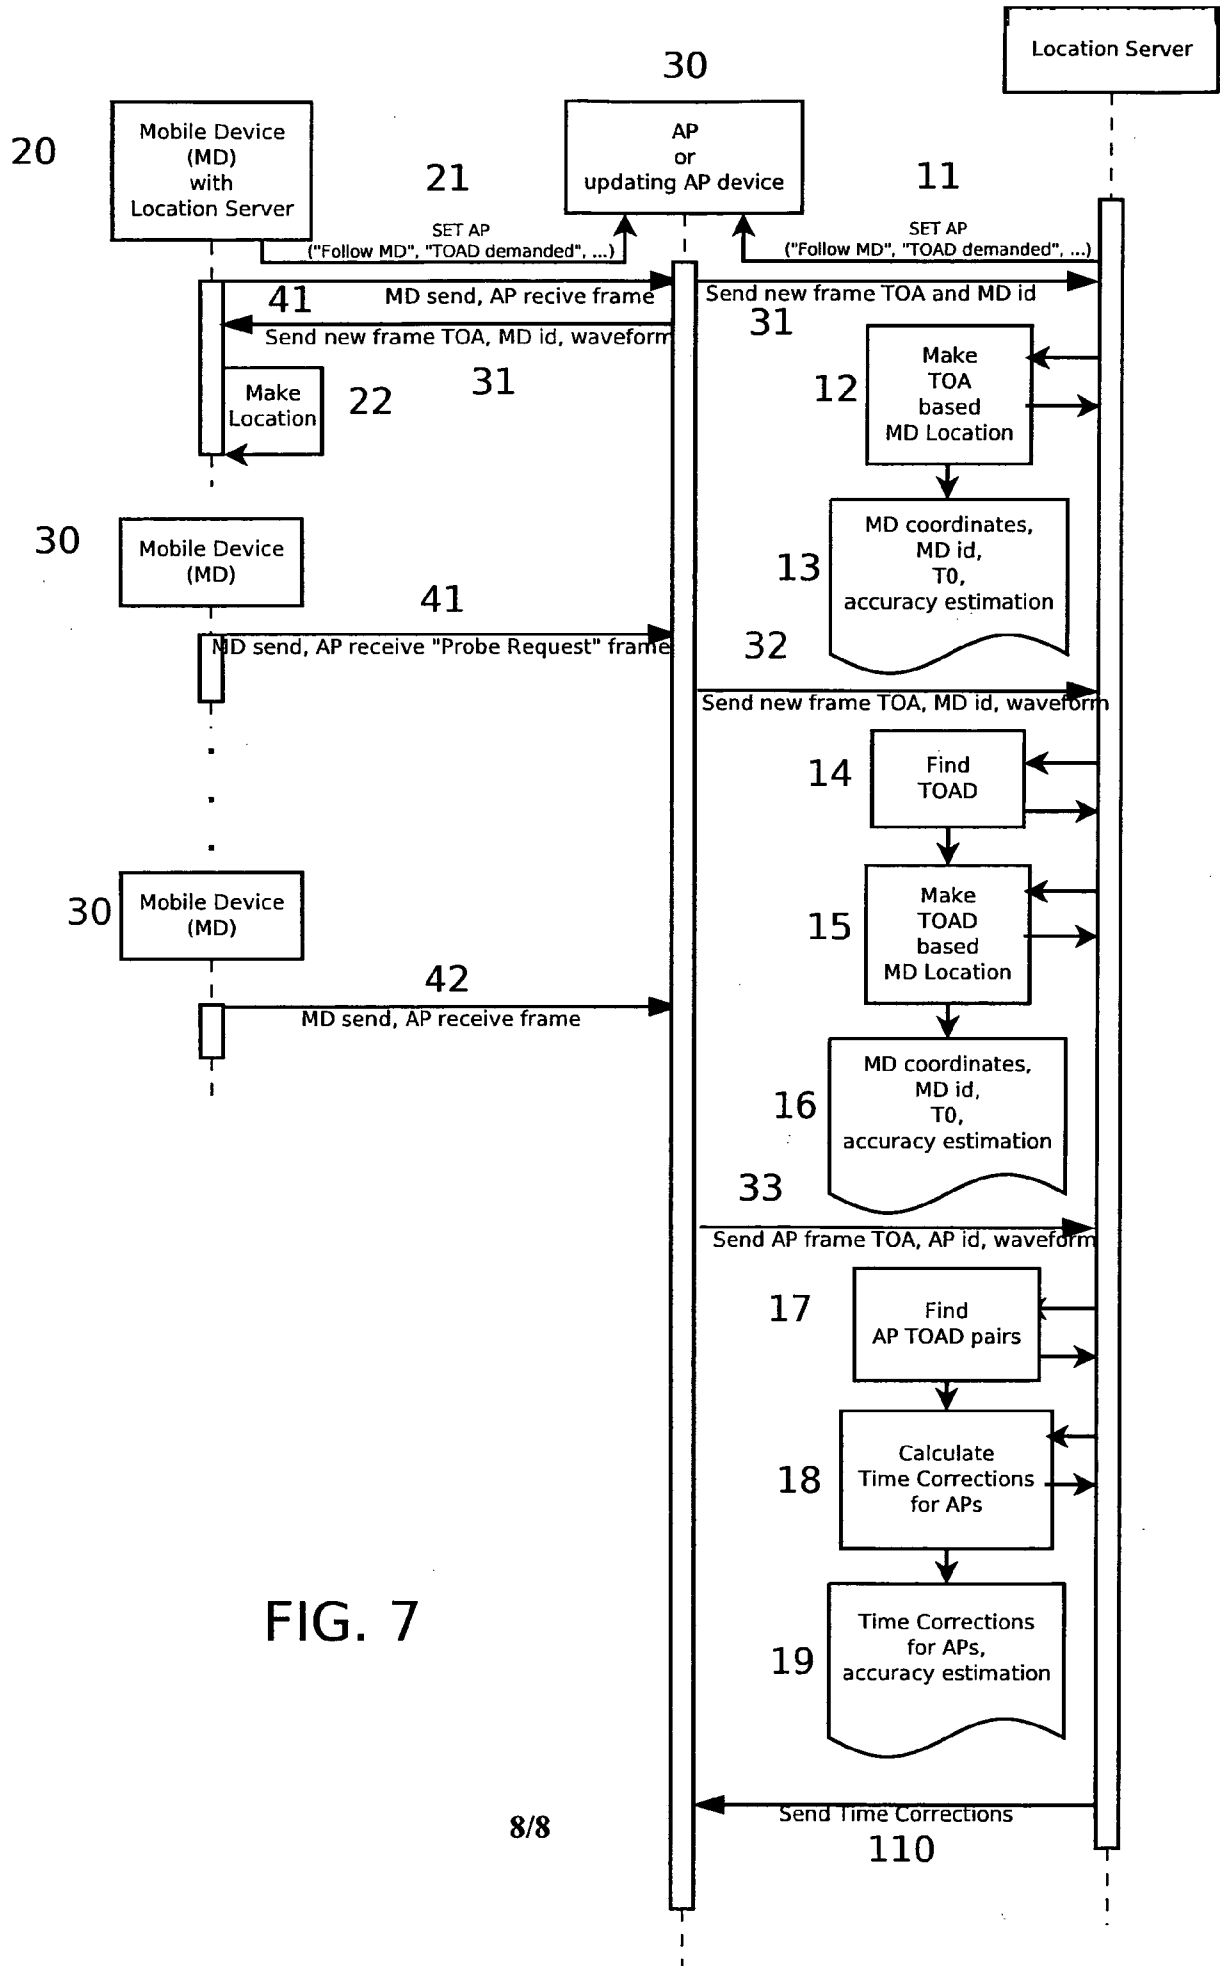 Location Server
30
20
Mobile Device
(MD)
with
Location Server
AP
or
updating AP device
21
11
SET AP
("Follow MD", "TOAD demanded", ...)
SET AP
("Follow MD", "TOAD demanded", ...)
41
MD send, AP recive frame
Send new frame TOA and MD id
31
Send new frame TOA, MD id, waveform
31
Make
Location
22
12
Make
TOA
based
MD Location
30
Mobile Device
(MD)
13
MD coordinates,
MD id,
T0,
accuracy estimation
41
MD send, AP receive "Probe Request" frame
32
Send new frame TOA, MD id, waveform
14
Find
TOAD
30
Mobile Device
(MD)
15
Make
TOAD
based
MD Location
42
MD send, AP receive frame
16
MD coordinates,
MD id,
T0,
accuracy estimation
33
Send AP frame TOA, AP id, waveform
17
Find
AP TOAD pairs
18
Calculate
Time Corrections
for APs
FIG. 7
19
Time Corrections
for APs,
accuracy estimation
Send Time Corrections
8/8
110